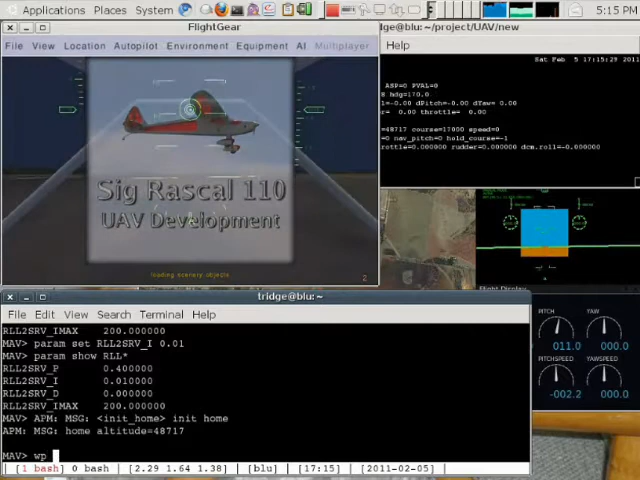 Applications Places System
5:15 PM
FlightGear
File View Location Autopilot Environment Equipment AI Multiplayer
Sig Rascal 110
UAV Development
loading scenery objects
2
dge@blu:~/project/UAV/new
Help
Sat Feb 5 17:15:29 2011
ASP=0 PVAL=0
8 hdg=170.0
l=-0.00 dPitch=-0.00 dYaw= 0.00
r= 0.00 throttle= 0.00
=48717 course=17000 speed=0
=0 nav_pitch=0 hold_course=-1
rottle=0.000000 rudder=0.000000 dcm.roll=-0.000000
Flight Display
PITCH
YAW
011.0
000.0
PITCHSPEED
YAWSPEED
-002.2
000.0
tridge@blu:~
File Edit View Search Terminal Help
RLL2SRV_IMAX 200.000000
MAV> param set RLL2SRV_I 0.01
MAV> param show RLL*
RLL2SRV_P 0.400000
RLL2SRV_I 0.010000
RLL2SRV_D 0.000000
RLL2SRV_IMAX 200.000000
MAV> APM: MSG: <init_home> init home
APM: MSG: home altitude=48717
MAV> wp
[1 bash] 0 bash | [2.29 1.64 1.38] | [blu] | [17:15] | [2011-02-05] |